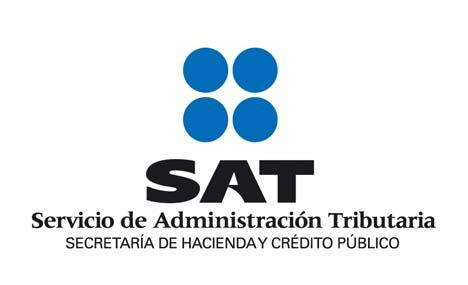 SAT
Servicio de Administración Tributaria
SECRETARÍA DE HACIENDA Y CRÉDITO PÚBLICO